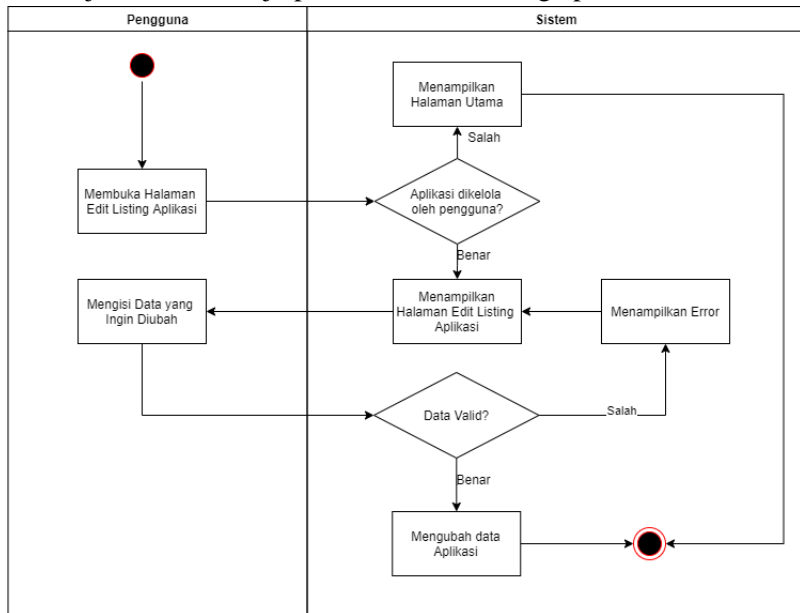 Pengguna
Sistem
Menampilkan
Halaman Utama
Salah
Membuka Halaman
Edit Listing Aplikasi
Aplikasi dikelola
oleh pengguna?
Benar
Mengisi Data yang
Ingin Diubah
Menampilkan
Halaman Edit Listing
Aplikasi
Menampilkan Error
Data Valid?
Salah
Benar
Mengubah data
Aplikasi